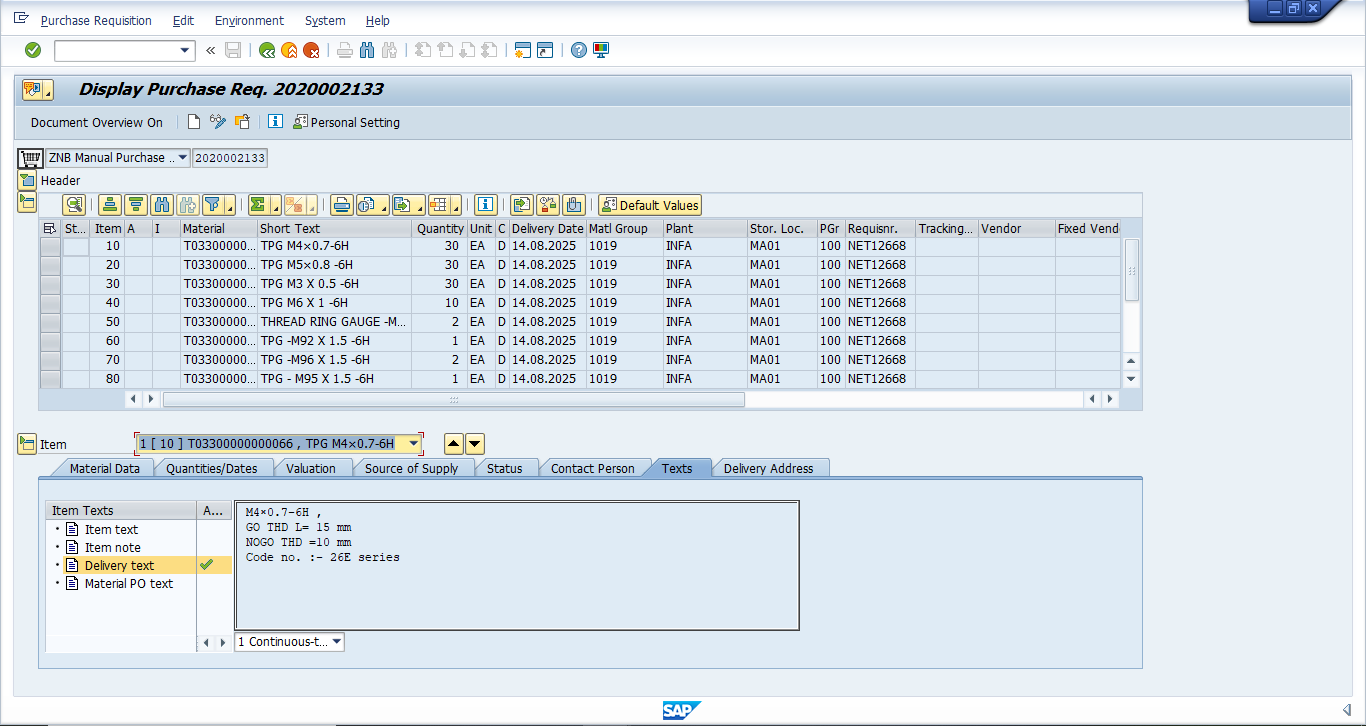 Purchase Requisition Edit Environment System Help
Display Purchase Req. 2020002133
Document Overview On Personal Setting
ZNB Manual Purchase .. 2020002133
Header
Default Values
St... Item A I Material Short Text Quantity Unit C Delivery Date Matl Group Plant Stor. Loc. PGr Requisnr. Tracking... Vendor Fixed Vend
10 T03300000... TPG M4×0.7-6H 30 EA D 14.08.2025 1019 INFA MA01 100 NET12668
20 T03300000... TPG M5×0.8 -6H 30 EA D 14.08.2025 1019 INFA MA01 100 NET12668
30 T03300000... TPG M3 X 0.5 -6H 30 EA D 14.08.2025 1019 INFA MA01 100 NET12668
40 T03300000... TPG M6 X 1 -6H 10 EA D 14.08.2025 1019 INFA MA01 100 NET12668
50 T03300000... THREAD RING GAUGE -M... 2 EA D 14.08.2025 1019 INFA MA01 100 NET12668
60 T03300000... TPG -M92 X 1.5 -6H 1 EA D 14.08.2025 1019 INFA MA01 100 NET12668
70 T03300000... TPG -M96 X 1.5 -6H 2 EA D 14.08.2025 1019 INFA MA01 100 NET12668
80 T03300000... TPG - M95 X 1.5 -6H 1 EA D 14.08.2025 1019 INFA MA01 100 NET12668
Item 1 [ 10 ] T03300000000066 , TPG M4×0.7-6H
Material Data Quantities/Dates Valuation Source of Supply Status Contact Person Texts Delivery Address
Item Texts A...
Item text
Item note
Delivery text
Material PO text
M4×0.7-6H ,
GO THD L= 15 mm
NOGO THD =10 mm
Code no. :- 26E series
1 Continuous-t...
SAP